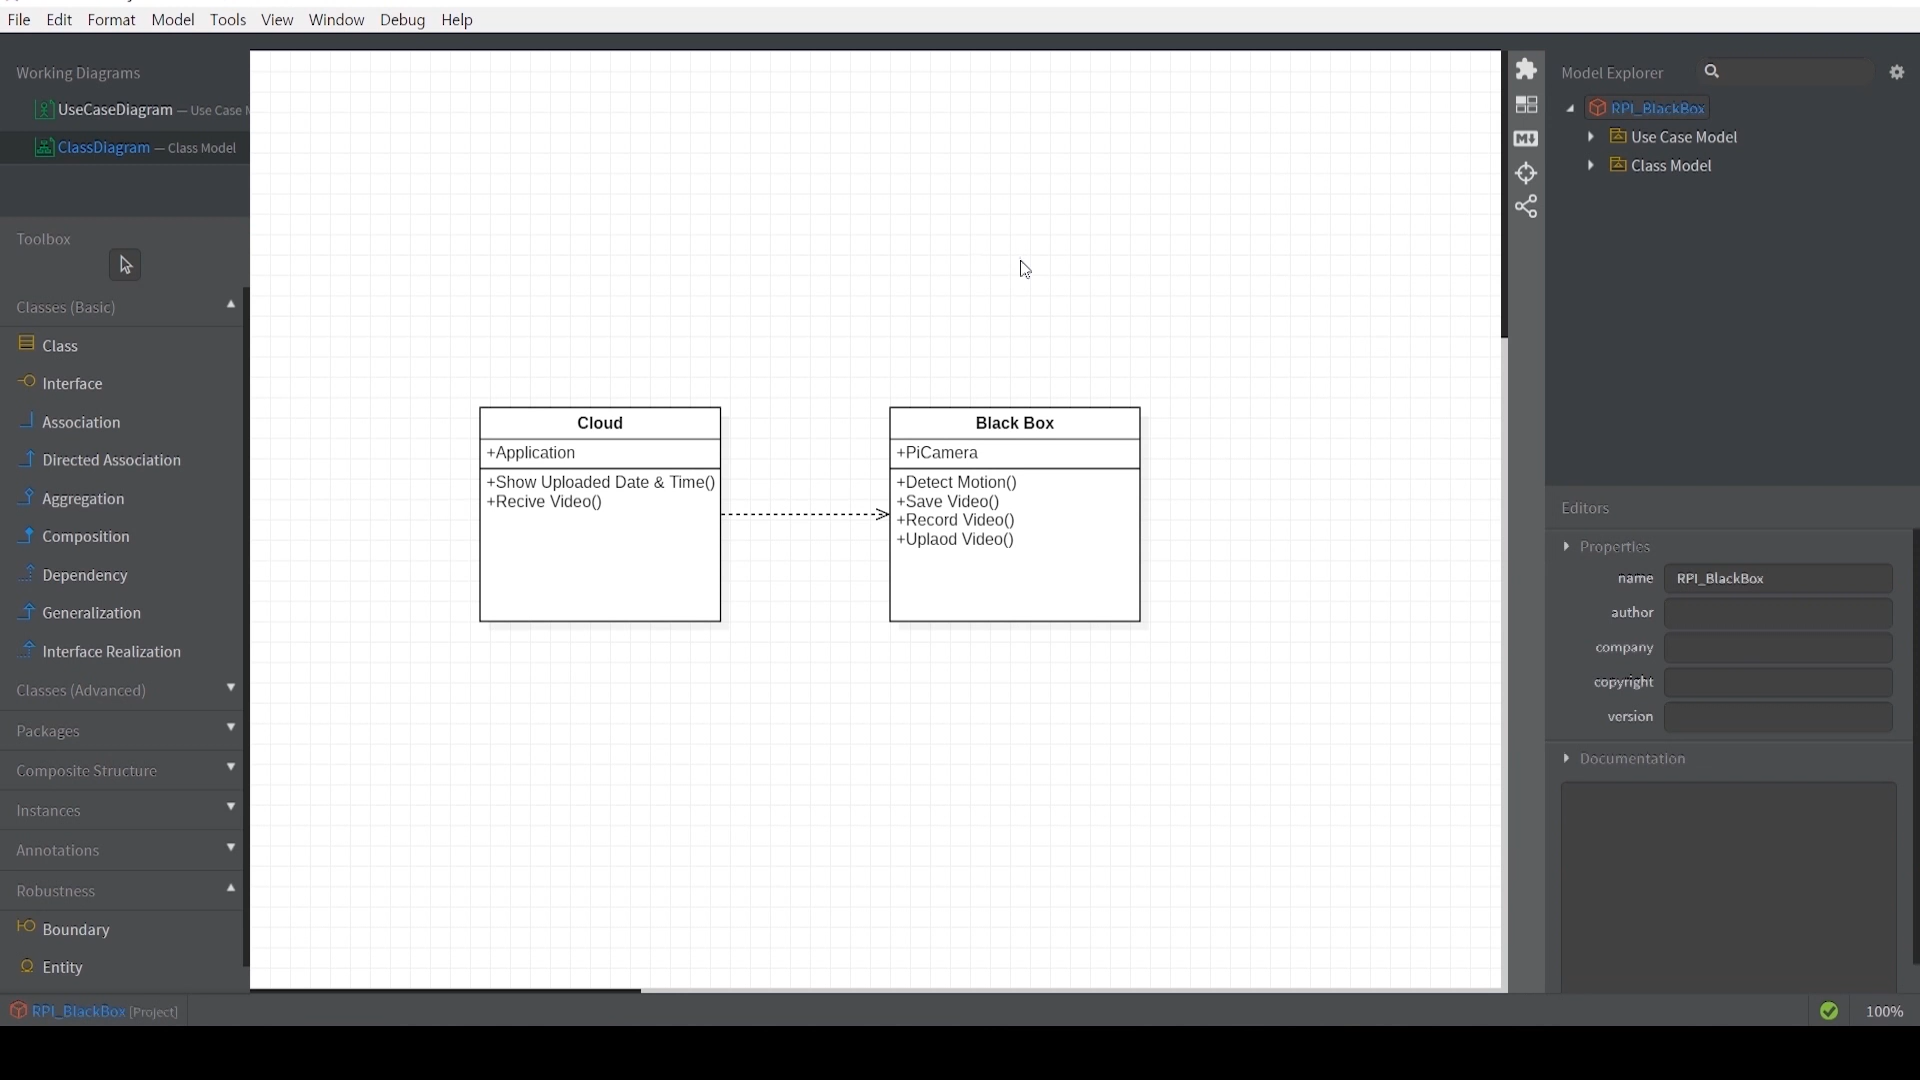 File Edit Format Model Tools View Window Debug Help
Working Diagrams
UseCaseDiagram — Use Case
ClassDiagram — Class Model
Toolbox
Classes (Basic)
Class
Interface
Association
Directed Association
Aggregation
Composition
Dependency
Generalization
Interface Realization
Classes (Advanced)
Packages
Composite Structure
Instances
Annotations
Robustness
Boundary
Entity
Cloud
+Application
+Show Uploaded Date & Time()
+Recive Video()
Black Box
+PiCamera
+Detect Motion()
+Save Video()
+Record Video()
+Uplaod Video()
M
Model Explorer
RPI_BlackBox
Use Case Model
Class Model
Editors
Properties
name RPI_BlackBox
author
company
copyright
version
Documentation
RPI_BlackBox [Project]
100%